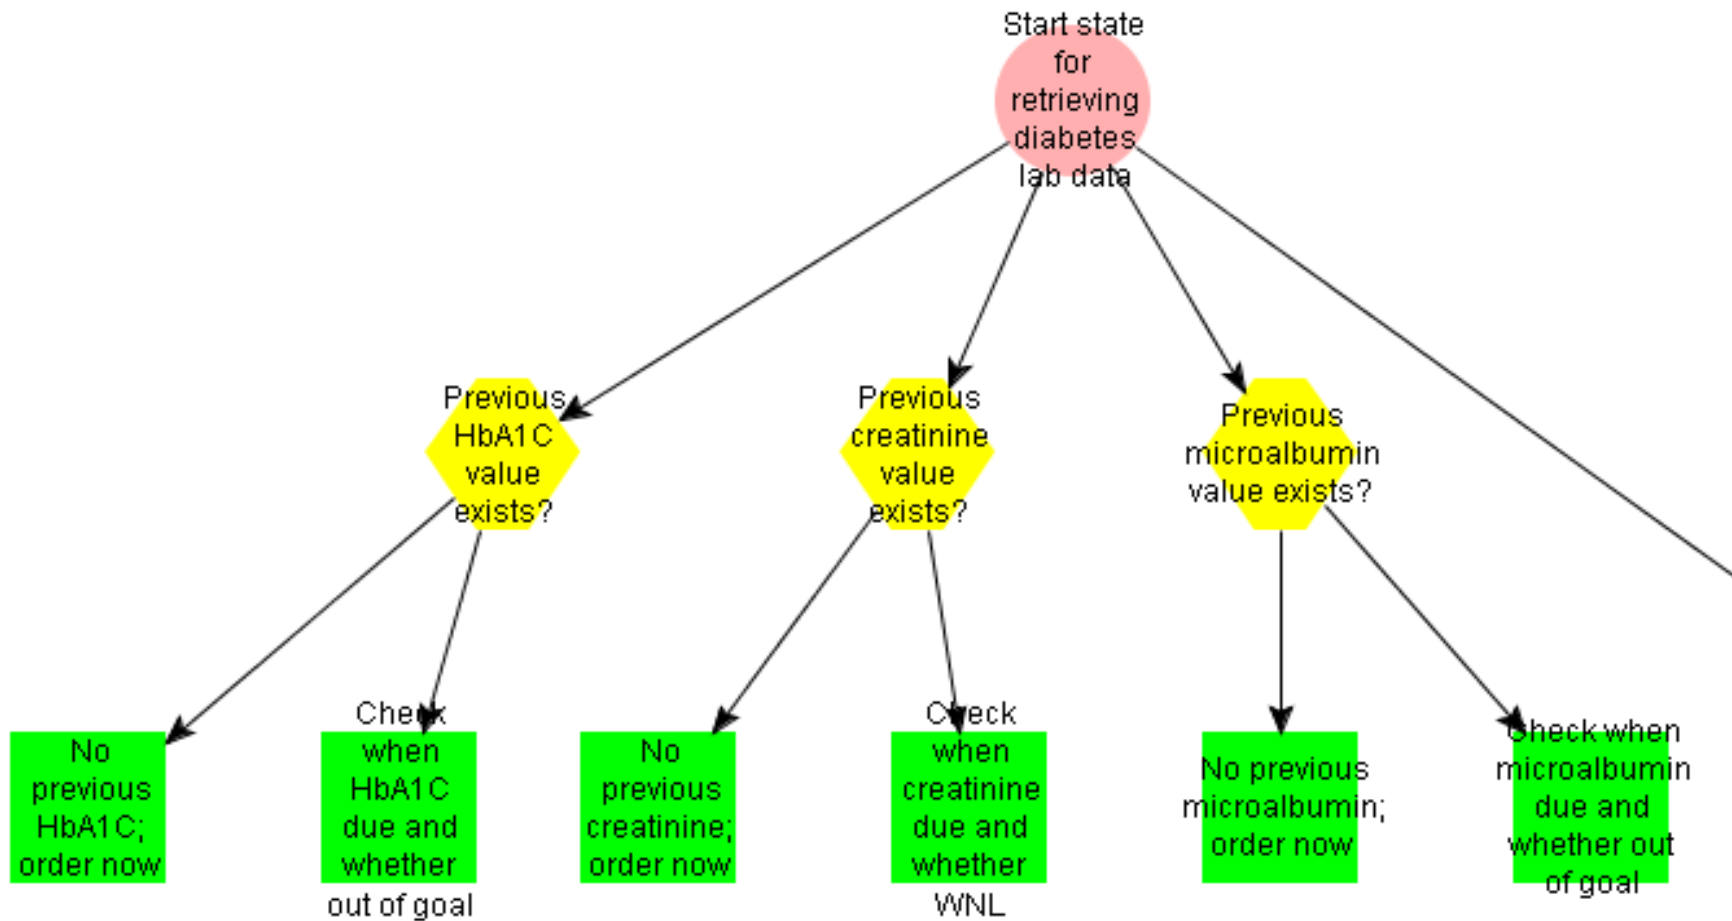 Start state
for
retrieving
diabetes
lab data
Previous
HbA1C
value
exists?
Previous
creatinine
value
exists?
Previous
microalbumin
value exists?
No
previous
HbA1C;
order now
Check
when
HbA1C
due and
whether
out of goal
No
previous
creatinine;
order now
Check
when
creatinine
due and
whether
WNL
No previous
microalbumin;
order now
Check when
microalbumin
due and
whether out
of goal